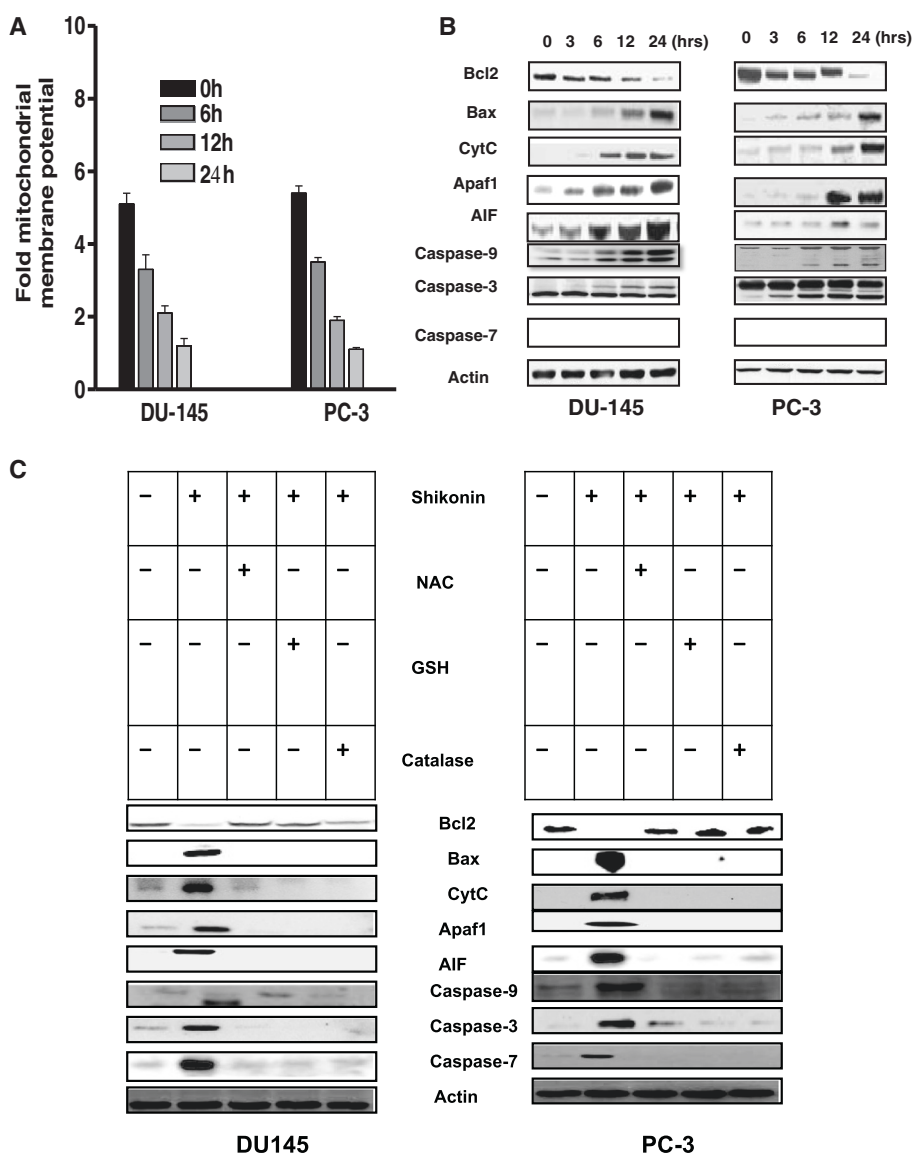 A
Fold mitochondrial
membrane potential
10
8
6
4
2
0
0h
6h
12h
24h
DU-145
PC-3
B
0 3 6 12 24 (hrs)
0 3 6 12 24 (hrs)
Bcl2
Bax
CytC
Apaf1
AIF
Caspase-9
Caspase-3
Caspase-7
Actin
DU-145
PC-3
C
− + + + + Shikonin − + + + +
− − + − − NAC − − + − −
− − − + − GSH − − − + −
− − − − + Catalase − − − − +
Bcl2
Bax
CytC
Apaf1
AIF
Caspase-9
Caspase-3
Caspase-7
Actin
DU145
PC-3